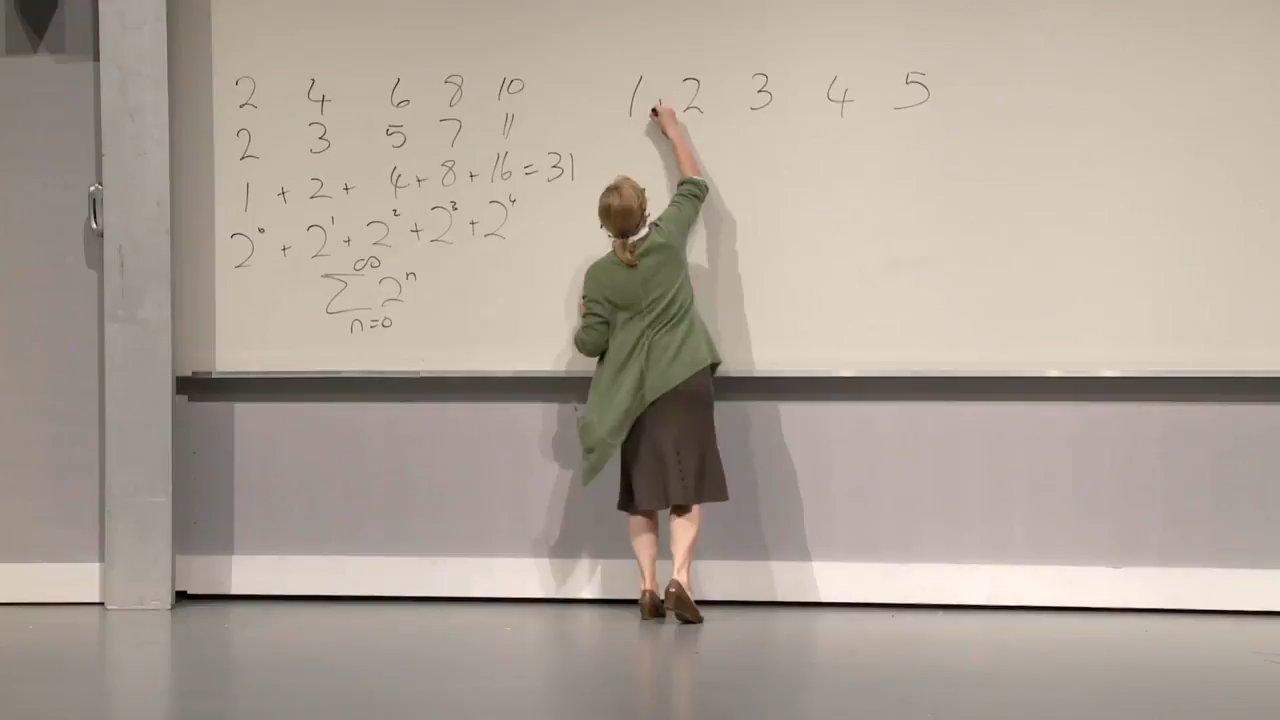 2 4 6 8 10
2 3 5 7 11
1 + 2 + 4 + 8 + 16 = 31
2⁰ + 2¹ + 2² + 2³ + 2⁴
∞
∑ 2ⁿ
n=0
1 2 3 4 5